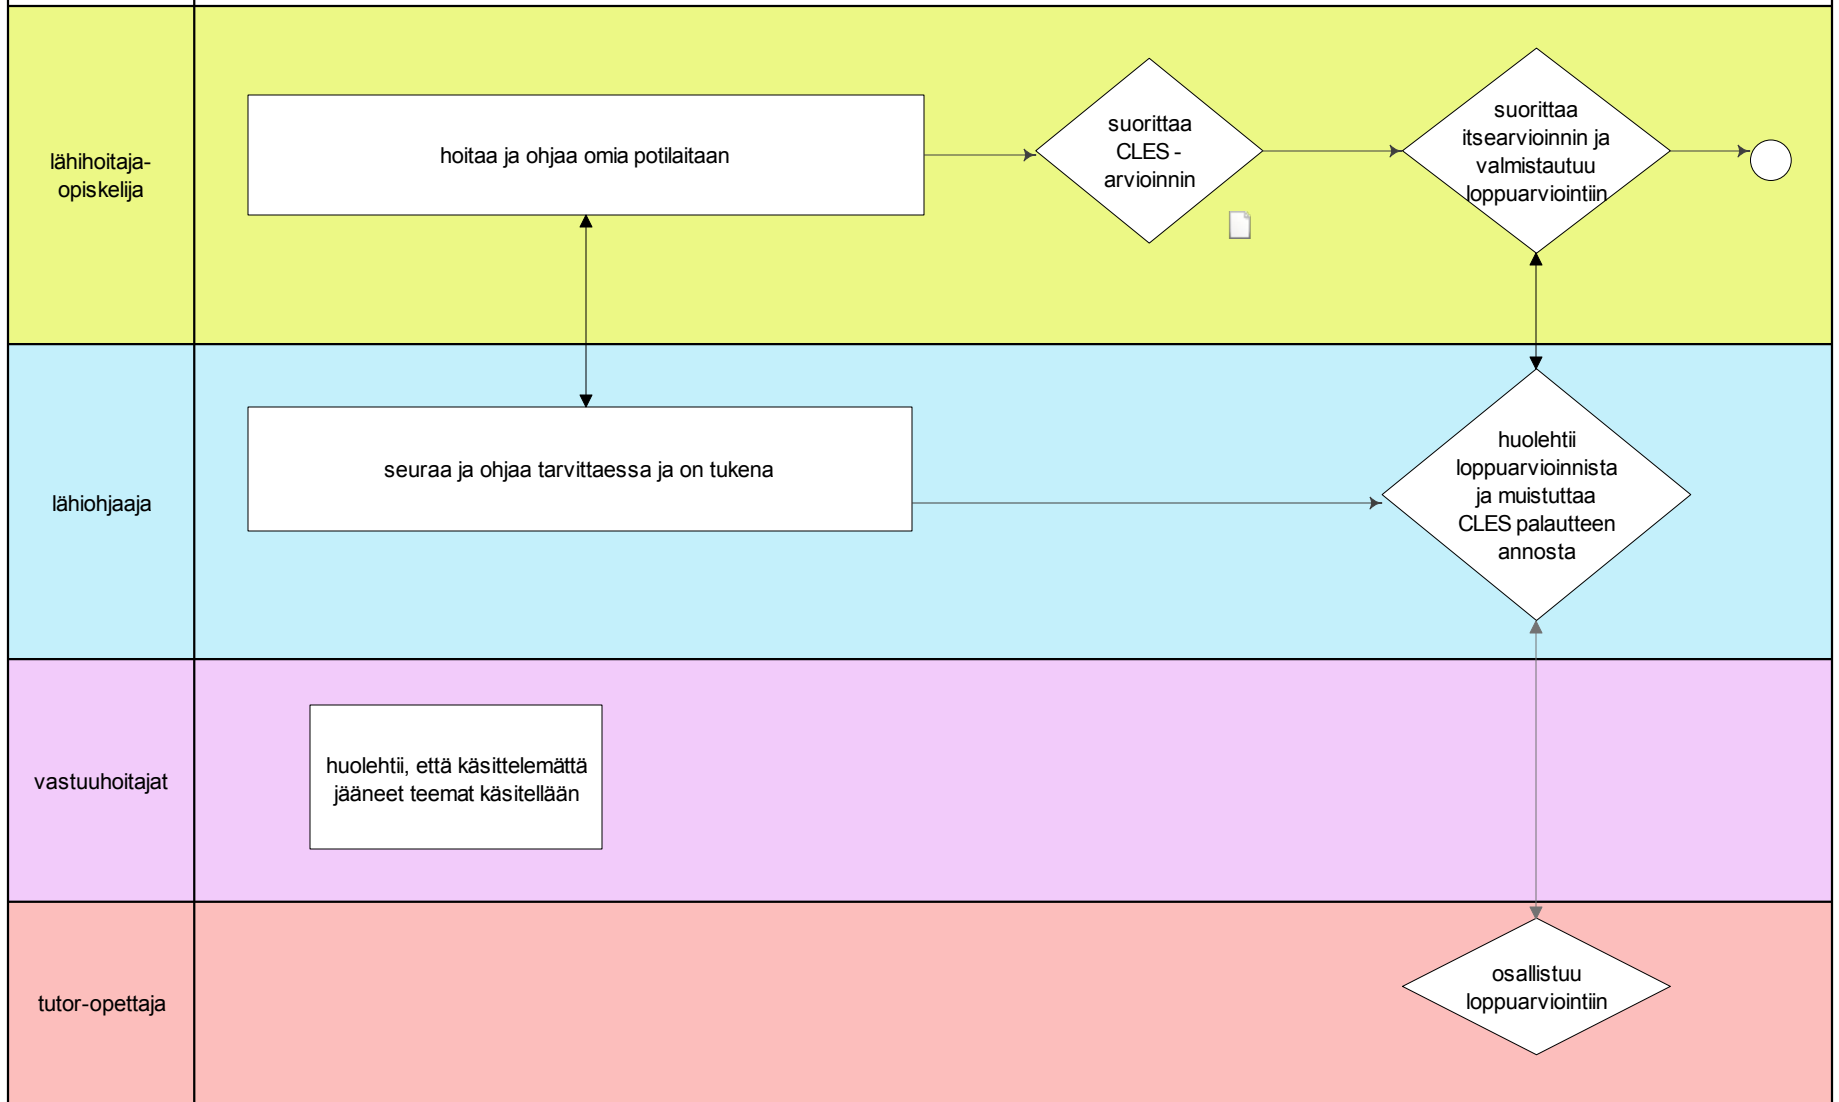 lähihoitaja-
opiskelija
hoitaa ja ohjaa omia potilaitaan
suorittaa
CLES -
arvioinnin
suorittaa
itsearvioinnin ja
valmistautuu
loppuarviointiin
lähiohjaaja
seuraa ja ohjaa tarvittaessa ja on tukena
huolehtii
loppuarvioinnista
ja muistuttaa
CLES palautteen
annosta
vastuuhoitajat
huolehtii, että käsittelemättä
jääneet teemat käsitellään
tutor-opettaja
osallistuu
loppuarviointiin